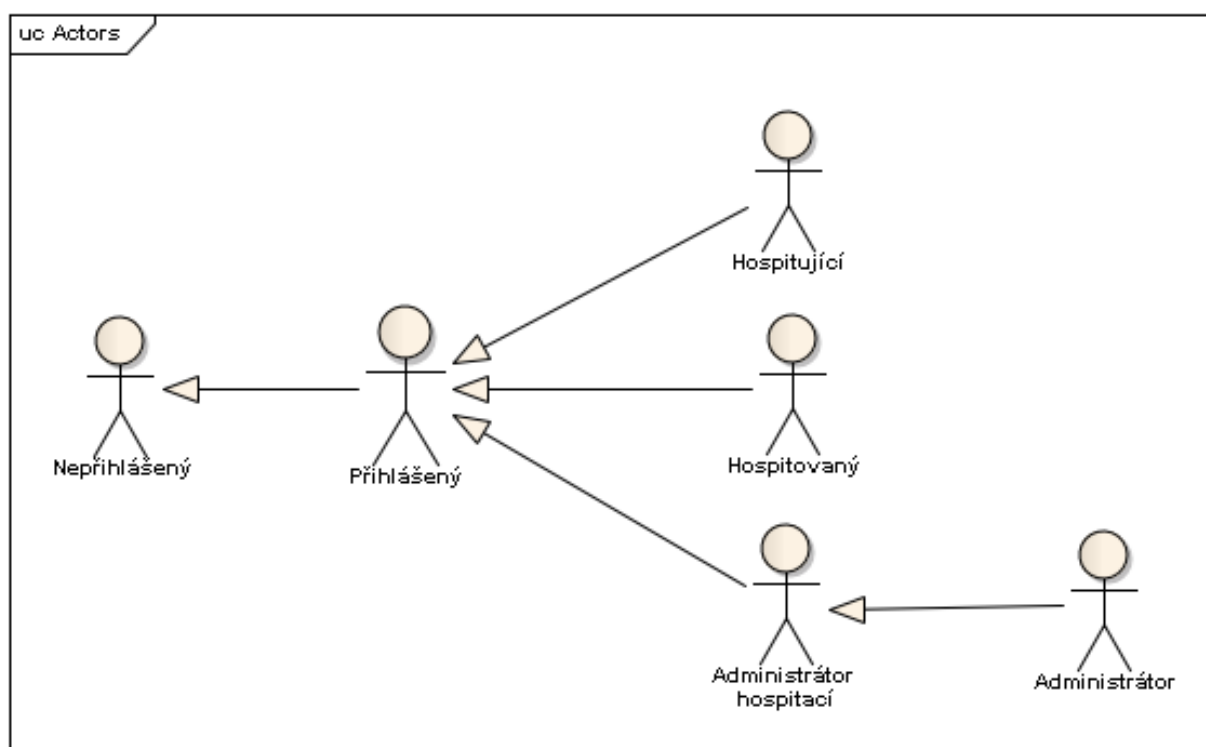 uc Actors
Hospitující
Nepřihlášený
Přihlášený
Hospitovaný
Administrátor
hospitací
Administrátor